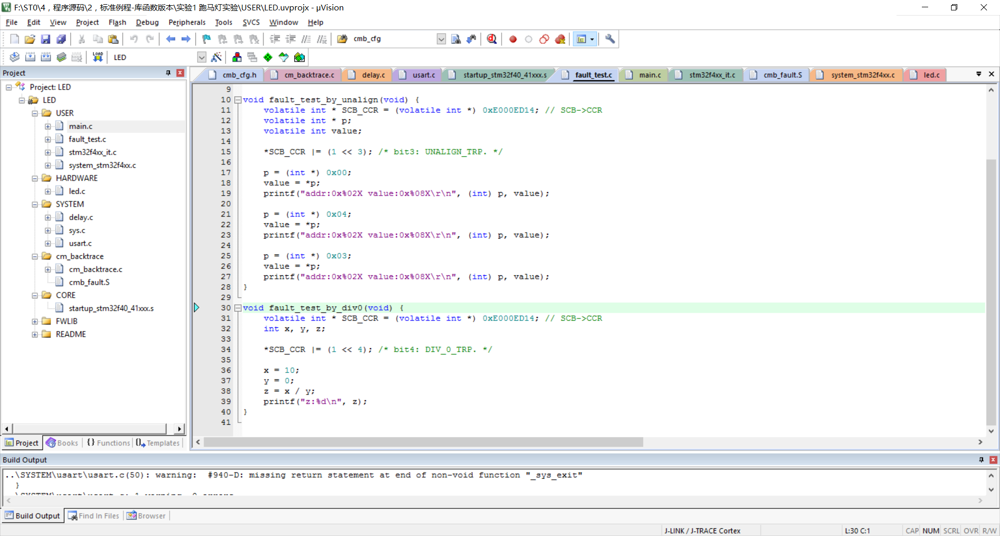 F:\ST0\4，程序源码\2，标准例程-库函数版本\实验1 跑马灯实验\USER\LED.uvprojx - µVision
File Edit View Project Flash Debug Peripherals Tools SVCS Window Help
cmb_cfg
LOAD LED
Project
cmb_cfg.h cm_backtrace.c delay.c usart.c startup_stm32f40_41xxx.s fault_test.c main.c stm32f4xx_it.c cmb_fault.S system_stm32f4xx.c led.c
Project: LED
LED
USER
main.c
fault_test.c
stm32f4xx_it.c
system_stm32f4xx.c
HARDWARE
led.c
SYSTEM
delay.c
sys.c
usart.c
cm_backtrace
cm_backtrace.c
cmb_fault.S
CORE
startup_stm32f40_41xxx.s
FWLIB
README
Project Books {} Functions Templates
9
10 void fault_test_by_unalign(void) {
11 volatile int * SCB_CCR = (volatile int *) 0xE000ED14; // SCB->CCR
12 volatile int * p;
13 volatile int value;
14
15 *SCB_CCR |= (1 << 3); /* bit3: UNALIGN_TRP. */
16
17 p = (int *) 0x00;
18 value = *p;
19 printf("addr:0x%02X value:0x%08X\r\n", (int) p, value);
20
21 p = (int *) 0x04;
22 value = *p;
23 printf("addr:0x%02X value:0x%08X\r\n", (int) p, value);
24
25 p = (int *) 0x03;
26 value = *p;
27 printf("addr:0x%02X value:0x%08X\r\n", (int) p, value);
28 }
29
30 void fault_test_by_div0(void) {
31 volatile int * SCB_CCR = (volatile int *) 0xE000ED14; // SCB->CCR
32 int x, y, z;
33
34 *SCB_CCR |= (1 << 4); /* bit4: DIV_0_TRP. */
35
36 x = 10;
37 y = 0;
38 z = x / y;
39 printf("z:%d\n", z);
40 }
41
Build Output
..\SYSTEM\usart\usart.c(50): warning: #940-D: missing return statement at end of non-void function "_sys_exit"
}
Build Output Find In Files Browser
J-LINK / J-TRACE Cortex L:30 C:1 CAP NUM SCRL OVR R/W